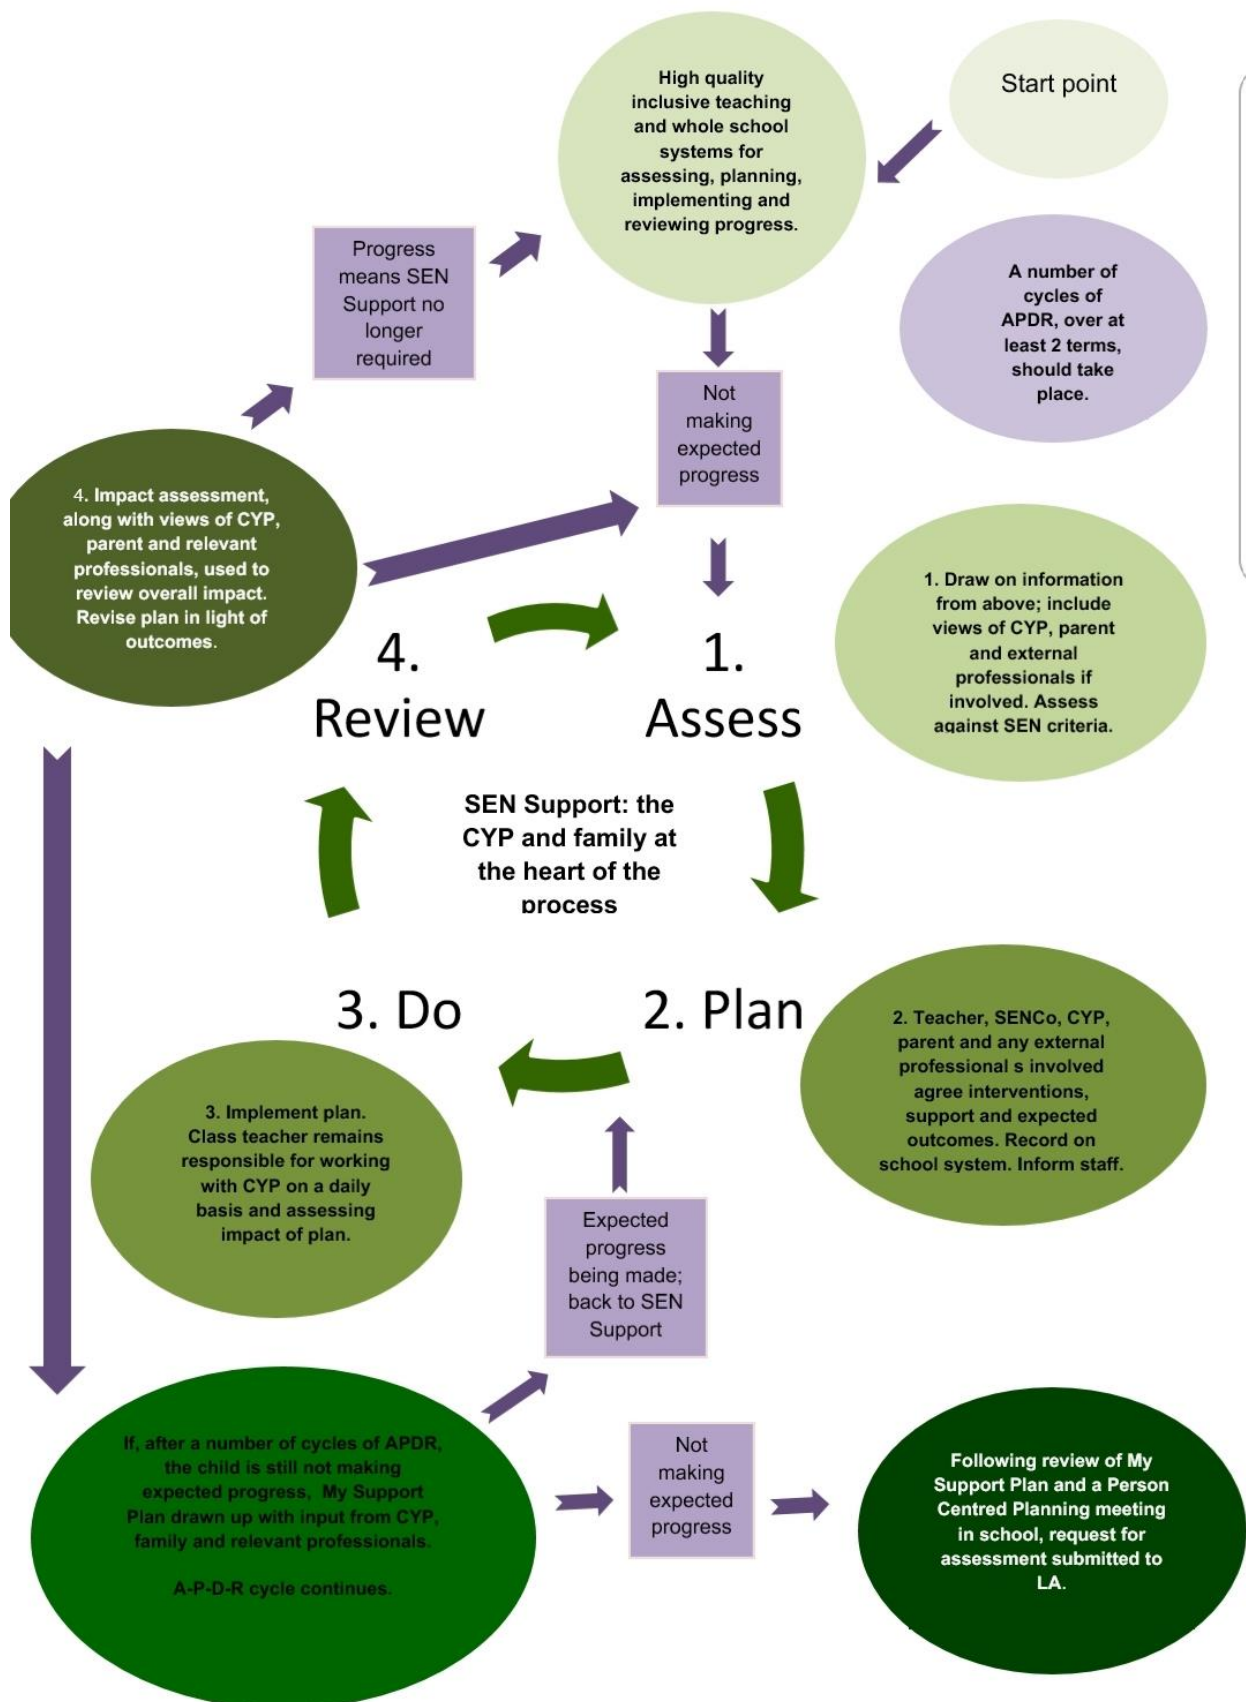 Start point
High quality
inclusive teaching
and whole school
systems for
assessing, planning,
implementing and
reviewing progress.
A number of
cycles of
APDR, over at
least 2 terms,
should take
place.
Progress
means SEN
Support no
longer
required
Not
making
expected
progress
4. Impact assessment,
along with views of CYP,
parent and relevant
professionals, used to
review overall impact.
Revise plan in light of
outcomes.
1. Draw on information
from above; include
views of CYP, parent
and external
professionals if
involved. Assess
against SEN criteria.
4.
Review
1.
Assess
SEN Support: the
CYP and family at
the heart of the
process
3. Do
2. Plan
2. Teacher, SENCo, CYP,
parent and any external
professional s involved
agree interventions,
support and expected
outcomes. Record on
school system. Inform staff.
3. Implement plan.
Class teacher remains
responsible for working
with CYP on a daily
basis and assessing
impact of plan.
Expected
progress
being made;
back to SEN
Support
If, after a number of cycles of APDR,
the child is still not making
expected progress, My Support
Plan drawn up with input from CYP,
family and relevant professionals.
A-P-D-R cycle continues.
Not
making
expected
progress
Following review of My
Support Plan and a Person
Centred Planning meeting
in school, request for
assessment submitted to
LA.